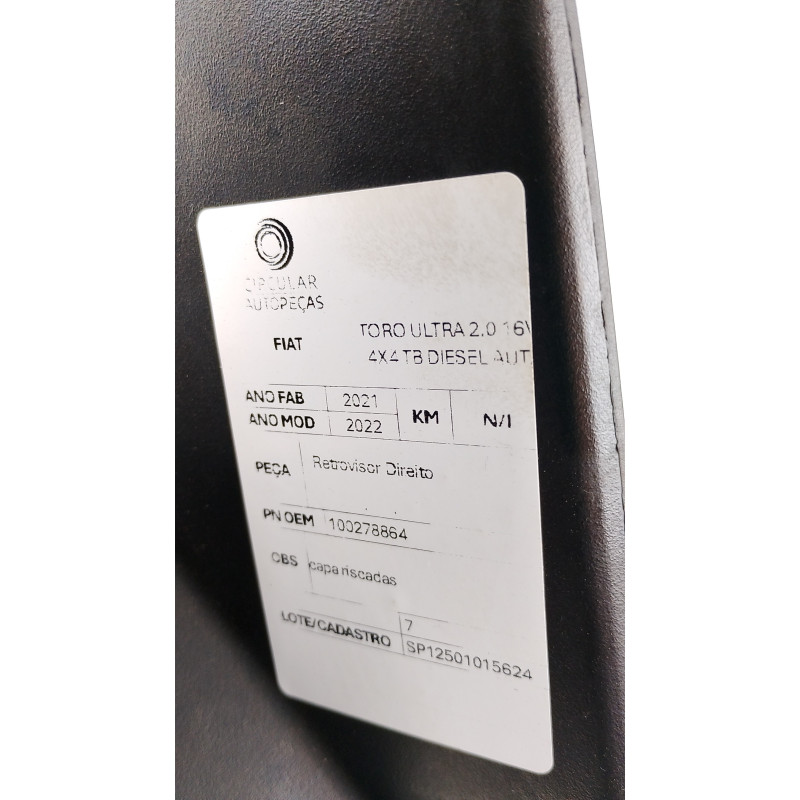 CIRCULAR
AUTOPEÇAS
FIAT
TORO ULTRA 2.0 16V
4X4 TB DIESEL AUT
ANO FAB 2021
ANO MOD 2022
KM N/I
PEÇA Retrovisor Direito
PN OEM 100278864
OBS capa riscadas
LOTE/CADASTRO 7
SP12501015624